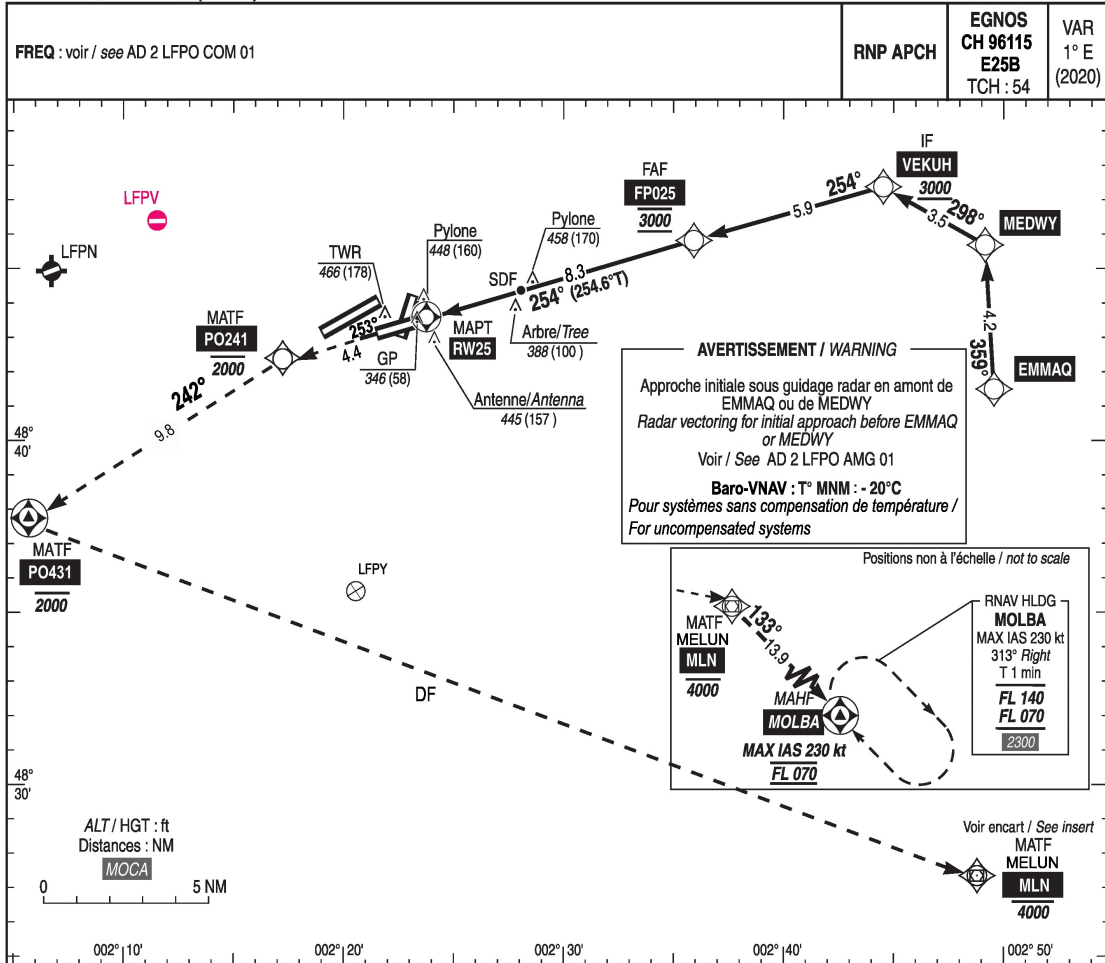 FREQ : voir / see AD 2 LFPO COM 01
RNP APCH
EGNOS
CH 96115
E25B
TCH : 54
VAR
1° E
(2020)
IF
VEKUH
3000
FAF
FP025
3000
254°
5.9
298°
3.5
MEDWY
4.2
359°
EMMAQ
LFPV
LFPN
Pylone
458 (170)
Pylone
448 (160)
TWR
466 (178)
SDF
8.3
254° (254.6°T)
MATF
PO241
2000
253°
4.4
GP
346 (58)
MAPT
RW25
Arbre/Tree
388 (100 )
Antenne/Antenna
445 (157 )
242°
9.8
AVERTISSEMENT / WARNING
Approche initiale sous guidage radar en amont de
EMMAQ ou de MEDWY
Radar vectoring for initial approach before EMMAQ
or MEDWY
Voir / See AD 2 LFPO AMG 01
Baro-VNAV : T° MNM : - 20°C
Pour systèmes sans compensation de température /
For uncompensated systems
48°
40'
MATF
PO431
2000
LFPY
DF
Positions non à l'échelle / not to scale
MATF
MELUN
MLN
4000
133°
13.9
MAHF
MOLBA
MAX IAS 230 kt
FL 070
RNAV HLDG
MOLBA
MAX IAS 230 kt
313° Right
T 1 min
FL 140
FL 070
2300
48°
30'
ALT / HGT : ft
Distances : NM
MOCA
0 5 NM
Voir encart / See insert
MATF
MELUN
MLN
4000
002° 10' 002° 20' 002° 30' 002° 40' 002° 50'